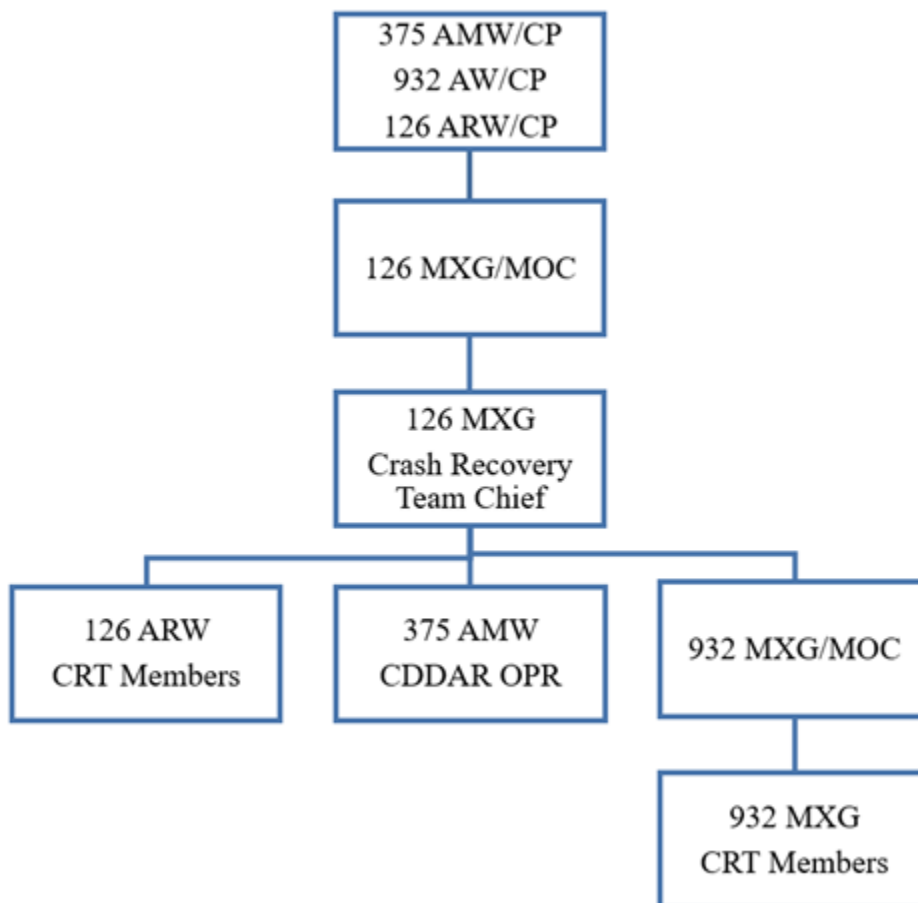 375 AMW/CP
932 AW/CP
126 ARW/CP
126 MXG/MOC
126 MXG
Crash Recovery
Team Chief
126 ARW
CRT Members
375 AMW
CDDAR OPR
932 MXG/MOC
932 MXG
CRT Members